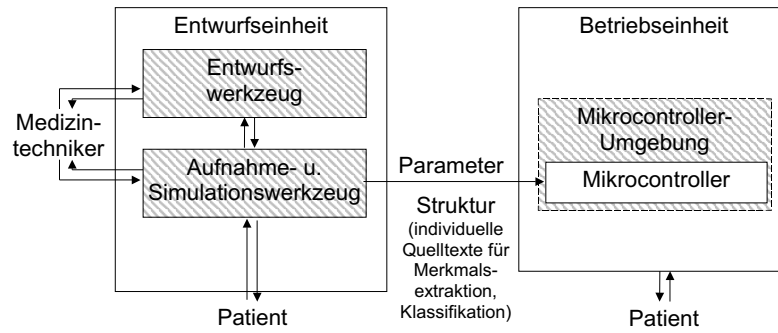 Entwurfseinheit
Entwurfs-
werkzeug
Medizin-
techniker
Aufnahme- u.
Simulationswerkzeug
Patient
Parameter
Struktur
(individuelle
Quelltexte für
Merkmals-
extraktion,
Klassifikation)
Betriebseinheit
Mikrocontroller-
Umgebung
Mikrocontroller
Patient